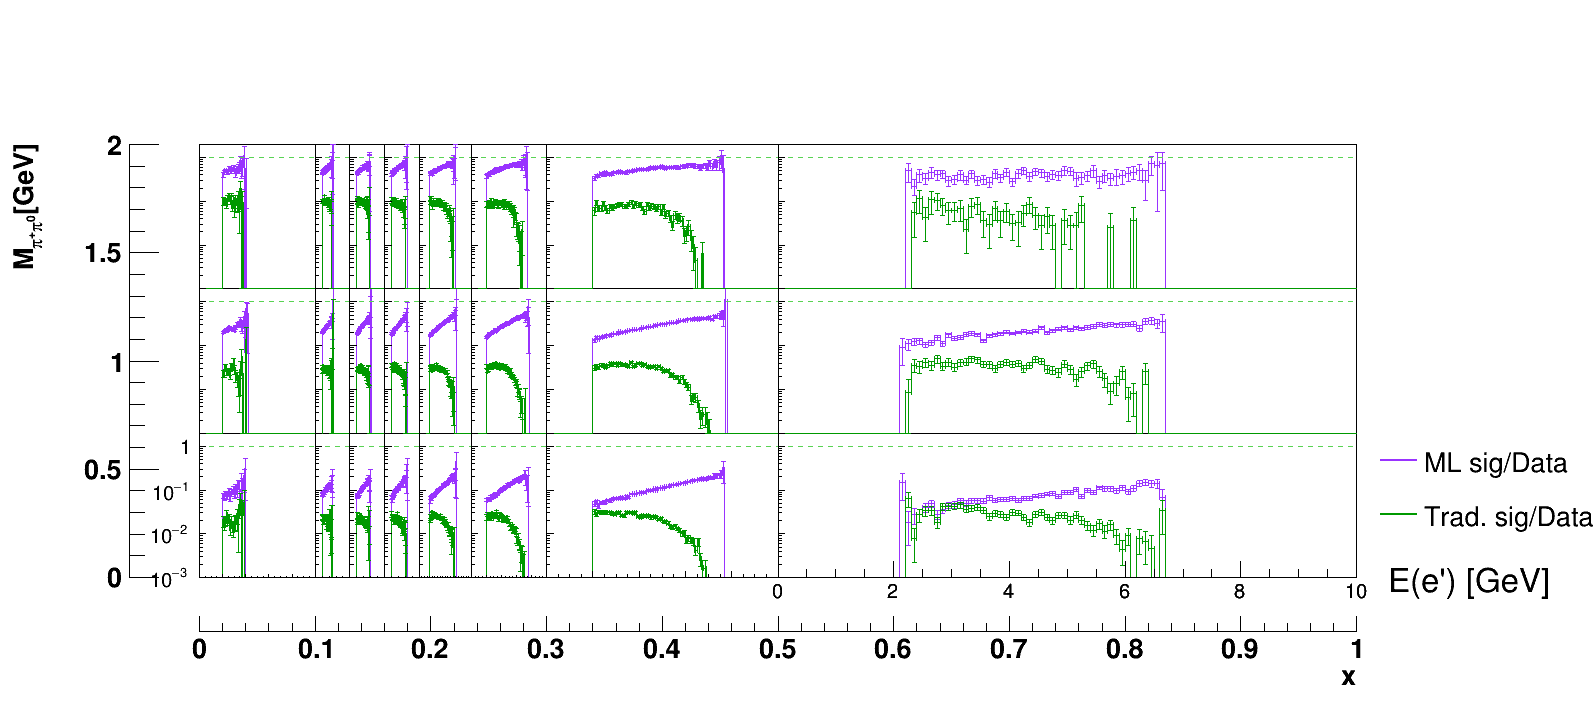 M_{π⁺π⁰}[GeV]
2
1.5
1
0.5
0
1
10⁻¹
10⁻²
10⁻³
ML sig/Data
Trad. sig/Data
0 2 4 6 8 10
E(e') [GeV]
0 0.1 0.2 0.3 0.4 0.5 0.6 0.7 0.8 0.9 1
x